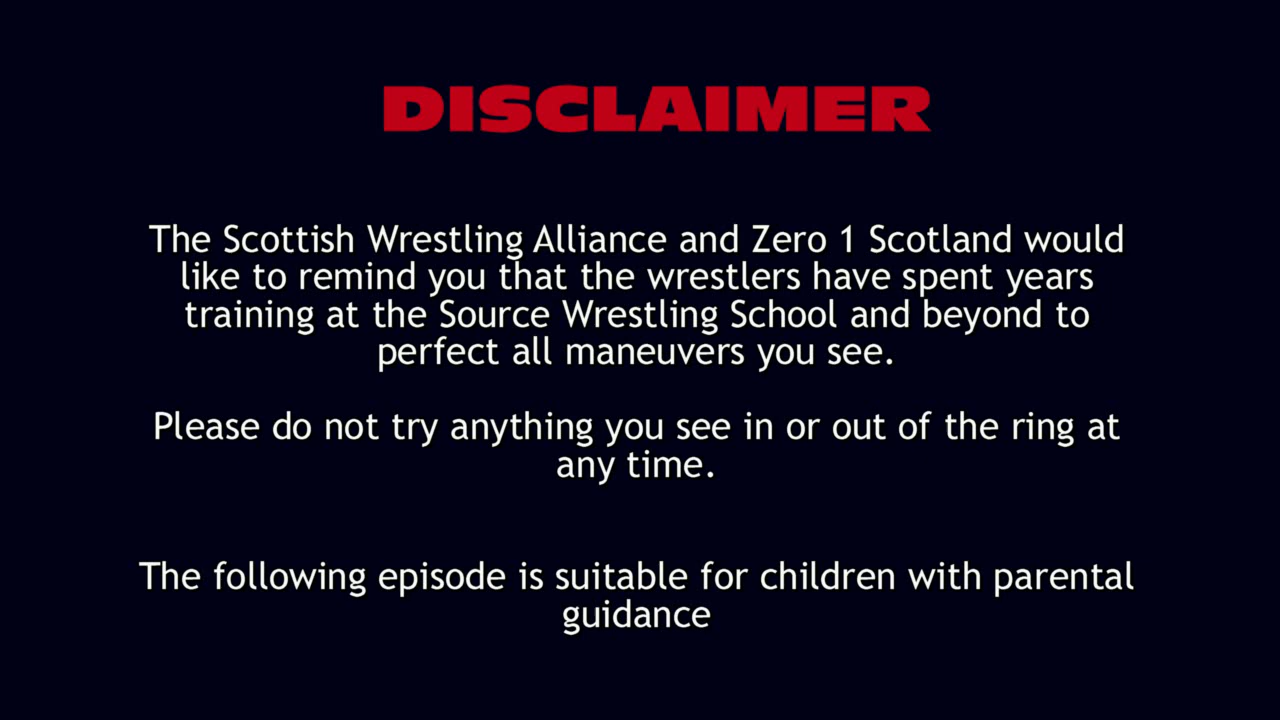 DISCLAIMER
The Scottish Wrestling Alliance and Zero 1 Scotland would
like to remind you that the wrestlers have spent years
training at the Source Wrestling School and beyond to
perfect all maneuvers you see.
Please do not try anything you see in or out of the ring at
any time.
The following episode is suitable for children with parental
guidance